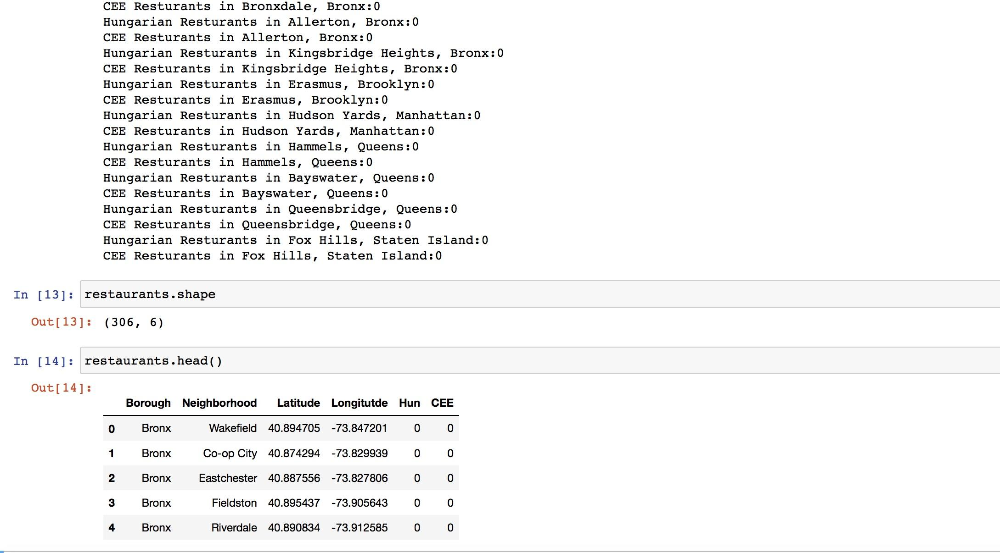 CEE Resturants in Bronxdale, Bronx:0
Hungarian Resturants in Allerton, Bronx:0
CEE Resturants in Allerton, Bronx:0
Hungarian Resturants in Kingsbridge Heights, Bronx:0
CEE Resturants in Kingsbridge Heights, Bronx:0
Hungarian Resturants in Erasmus, Brooklyn:0
CEE Resturants in Erasmus, Brooklyn:0
Hungarian Resturants in Hudson Yards, Manhattan:0
CEE Resturants in Hudson Yards, Manhattan:0
Hungarian Resturants in Hammels, Queens:0
CEE Resturants in Hammels, Queens:0
Hungarian Resturants in Bayswater, Queens:0
CEE Resturants in Bayswater, Queens:0
Hungarian Resturants in Queensbridge, Queens:0
CEE Resturants in Queensbridge, Queens:0
Hungarian Resturants in Fox Hills, Staten Island:0
CEE Resturants in Fox Hills, Staten Island:0
In [13]: restaurants.shape
Out[13]: (306, 6)
In [14]: restaurants.head()
Out[14]:
Borough Neighborhood Latitude Longitutde Hun CEE
0 Bronx Wakefield 40.894705 -73.847201 0 0
1 Bronx Co-op City 40.874294 -73.829939 0 0
2 Bronx Eastchester 40.887556 -73.827806 0 0
3 Bronx Fieldston 40.895437 -73.905643 0 0
4 Bronx Riverdale 40.890834 -73.912585 0 0